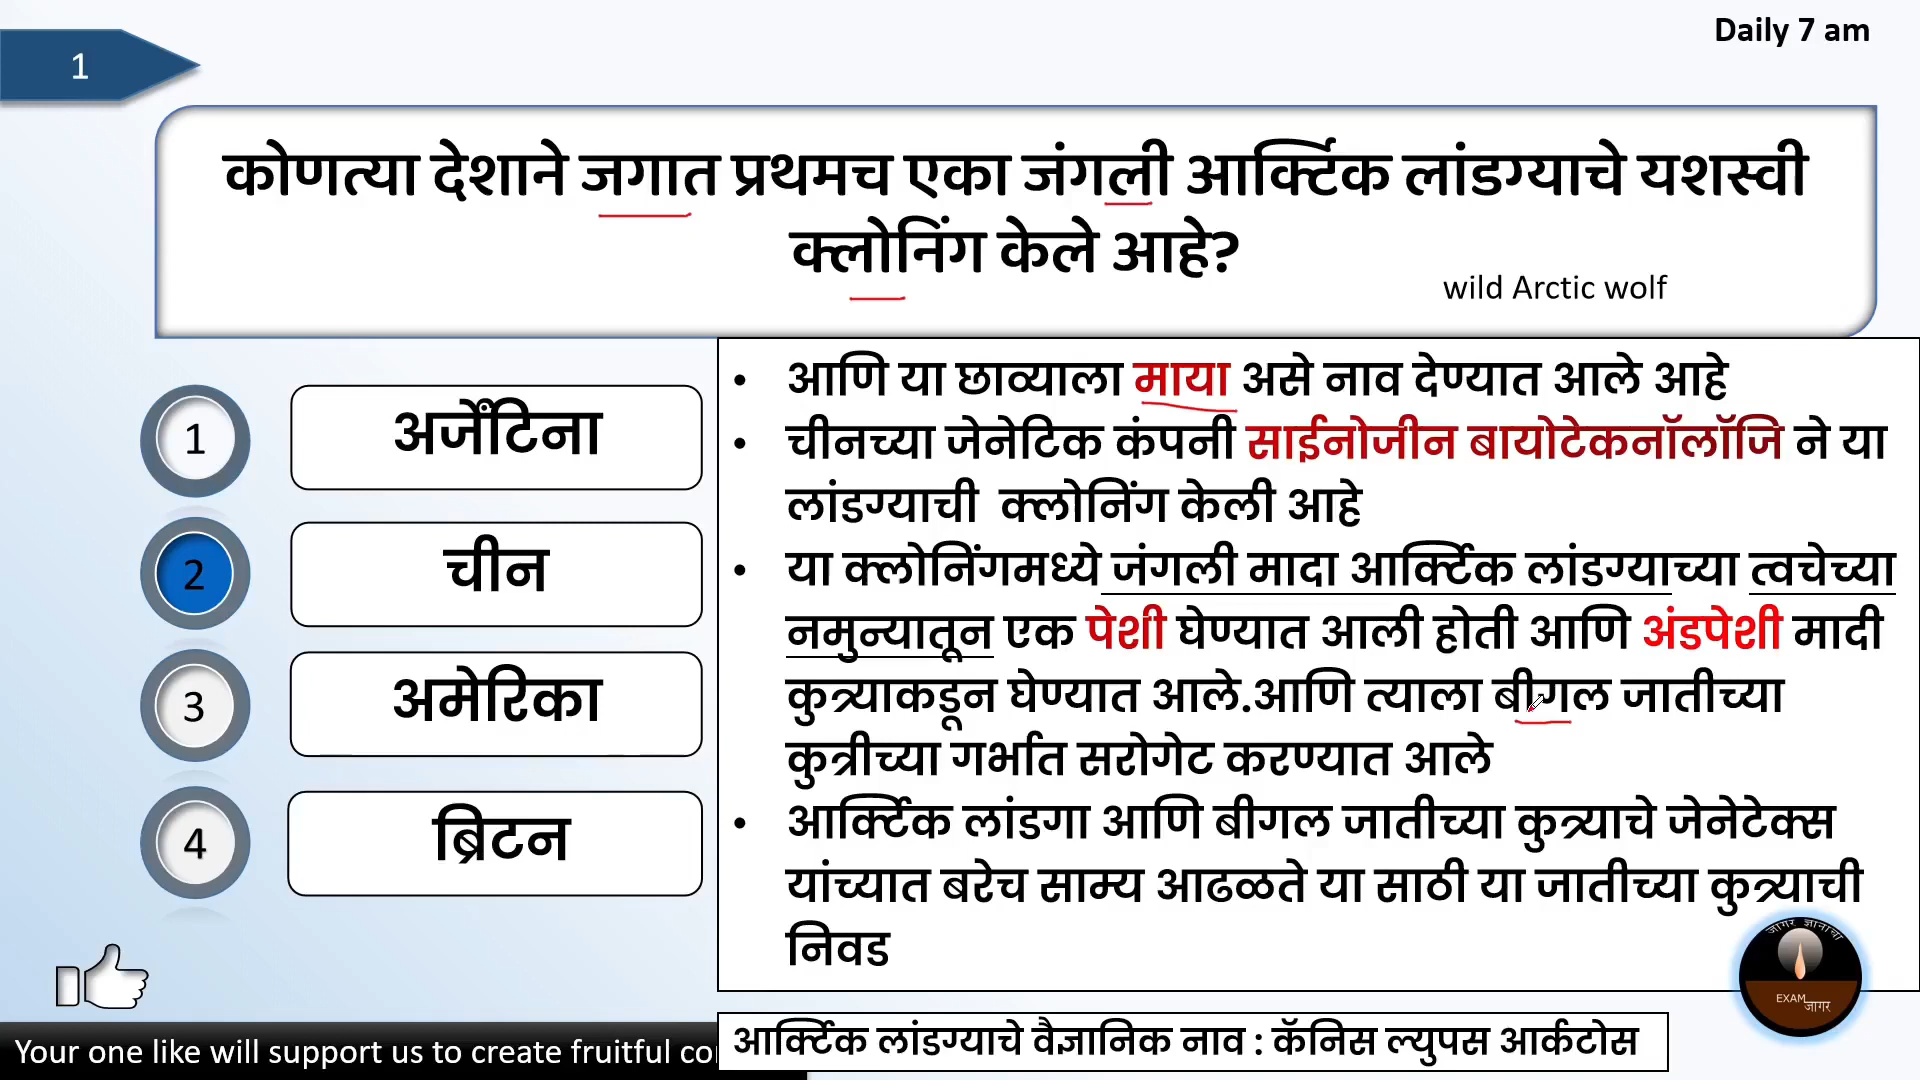 Daily 7 am
1
कोणत्या देशाने जगात प्रथमच एका जंगली आर्क्टिक लांडग्याचे यशस्वी
क्लोनिंग केले आहे?
wild Arctic wolf
1
अर्जेंटिना
2
चीन
3
अमेरिका
4
ब्रिटन
• आणि या छाव्याला माया असे नाव देण्यात आले आहे
• चीनच्या जेनेटिक कंपनी साईनोजीन बायोटेकनॉलॉजि ने या
लांडग्याची क्लोनिंग केली आहे
• या क्लोनिंगमध्ये जंगली मादा आर्क्टिक लांडग्याच्या त्वचेच्या
नमुन्यातून एक पेशी घेण्यात आली होती आणि अंडपेशी मादी
कुत्र्याकडून घेण्यात आले.आणि त्याला बीगल जातीच्या
कुत्रीच्या गर्भात सरोगेट करण्यात आले
• आर्क्टिक लांडगा आणि बीगल जातीच्या कुत्र्याचे जेनेटेक्स
यांच्यात बरेच साम्य आढळते या साठी या जातीच्या कुत्र्याची
निवड
जागर ज्ञानाचा
EXAM जागर
Your one like will support us to create fruitful
आर्क्टिक लांडग्याचे वैज्ञानिक नाव : कॅनिस ल्युपस आर्कटोस